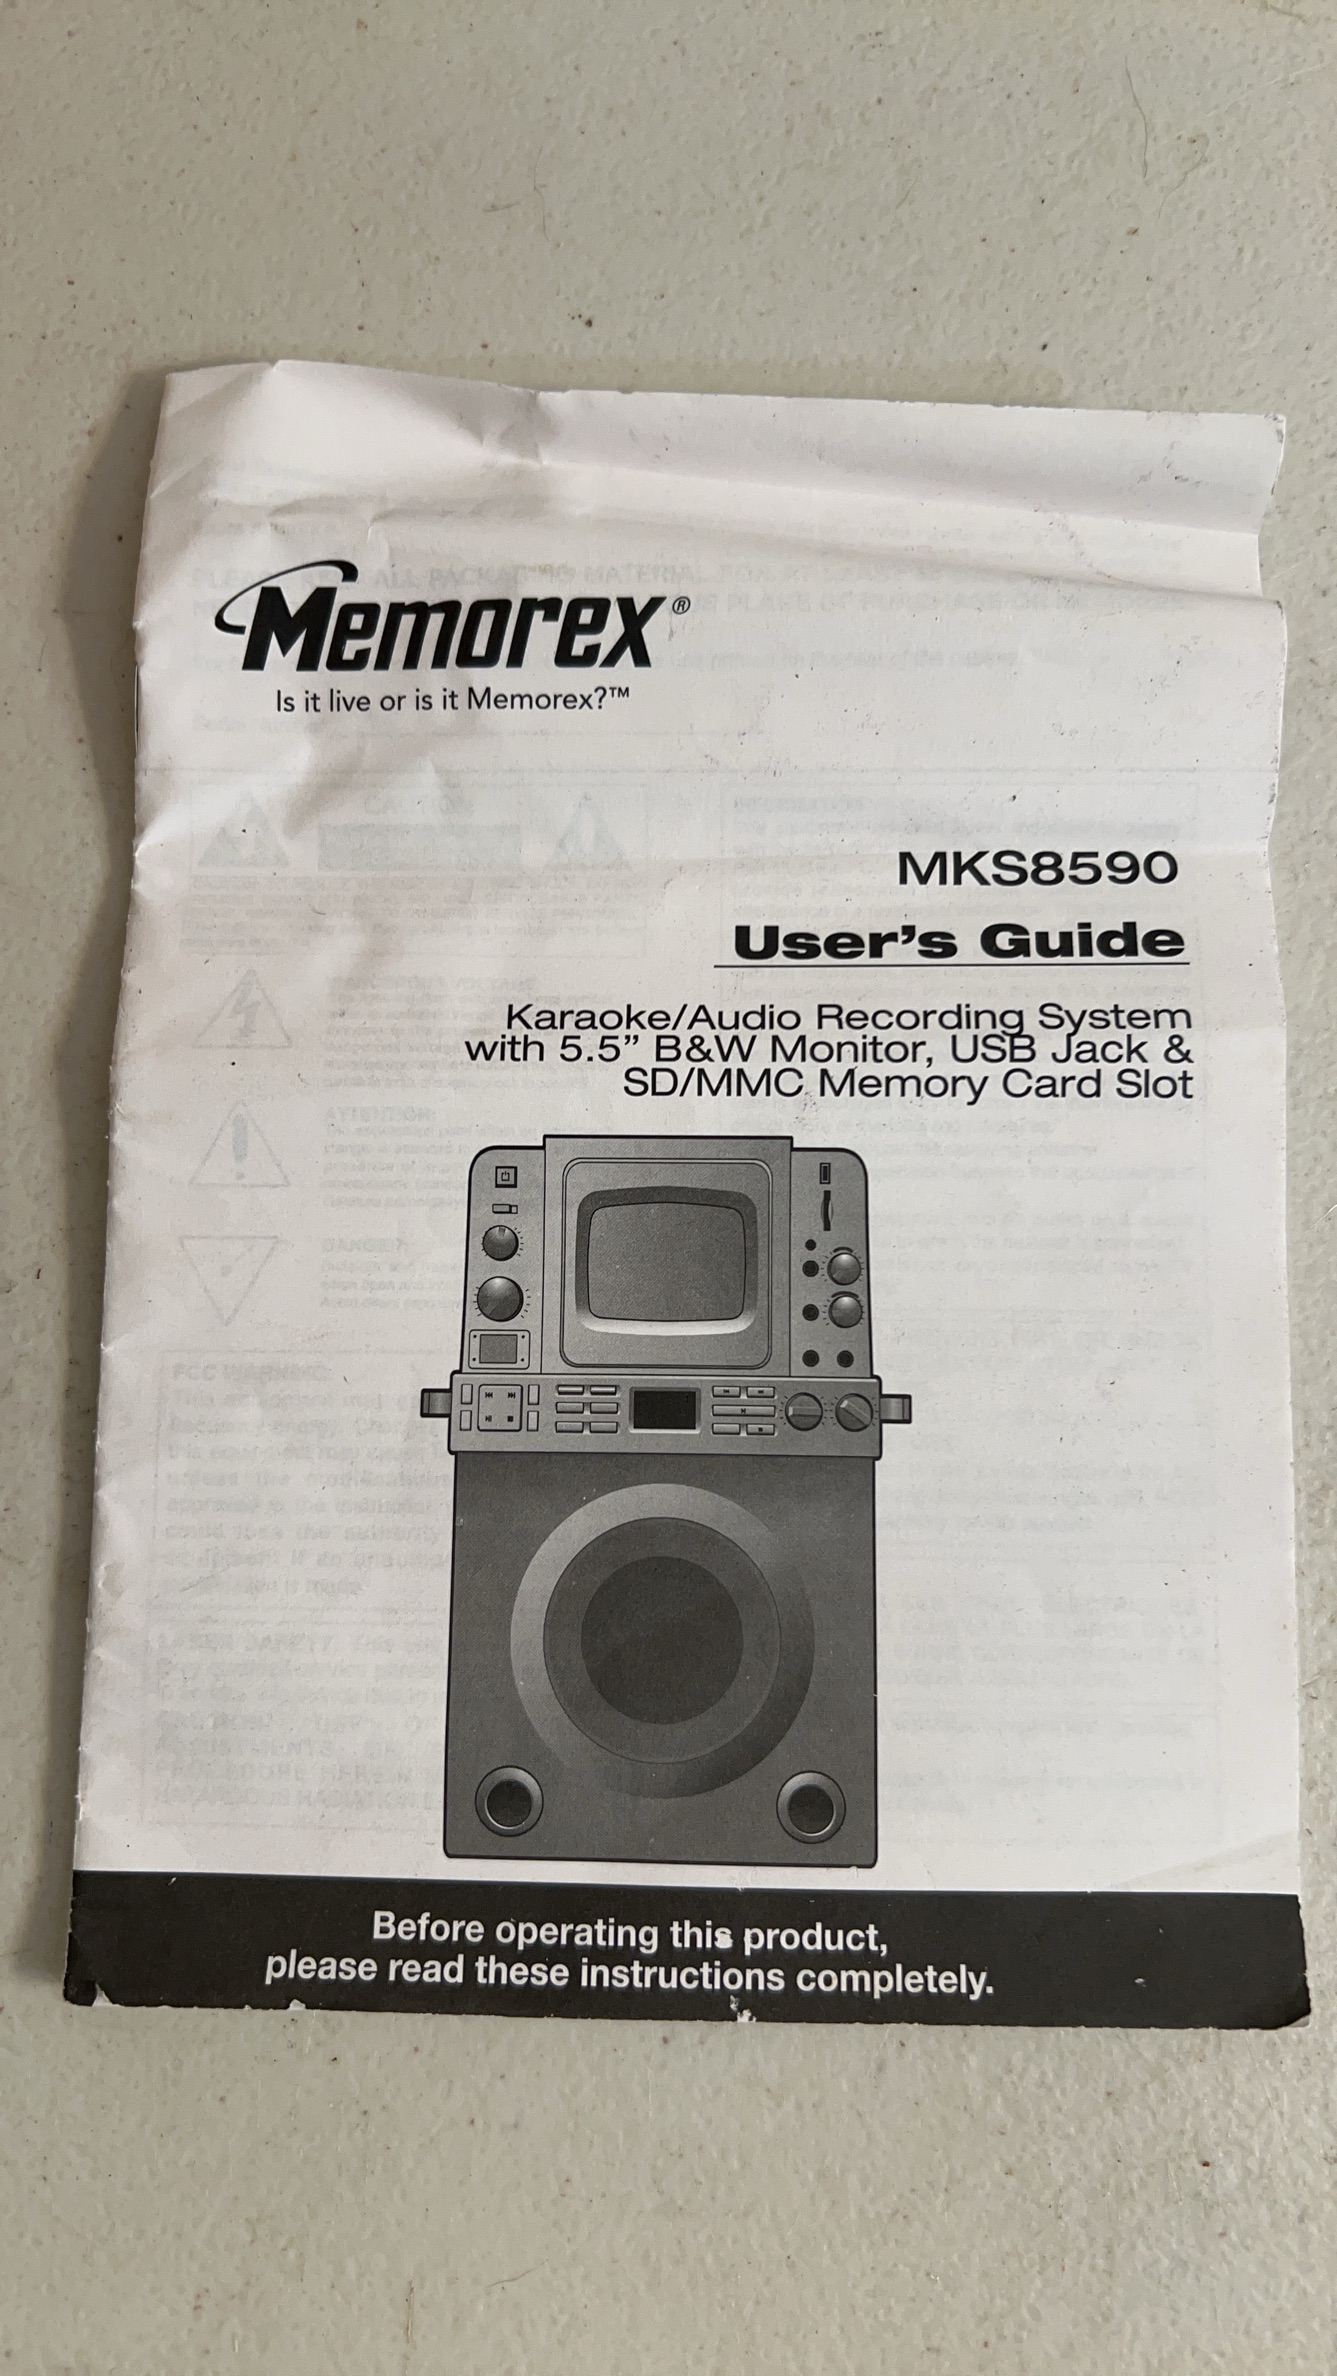 Memorex®
Is it live or is it Memorex?™
MKS8590
User's Guide
Karaoke/Audio Recording System
with 5.5” B&W Monitor, USB Jack &
SD/MMC Memory Card Slot
Before operating this product,
please read these instructions completely.